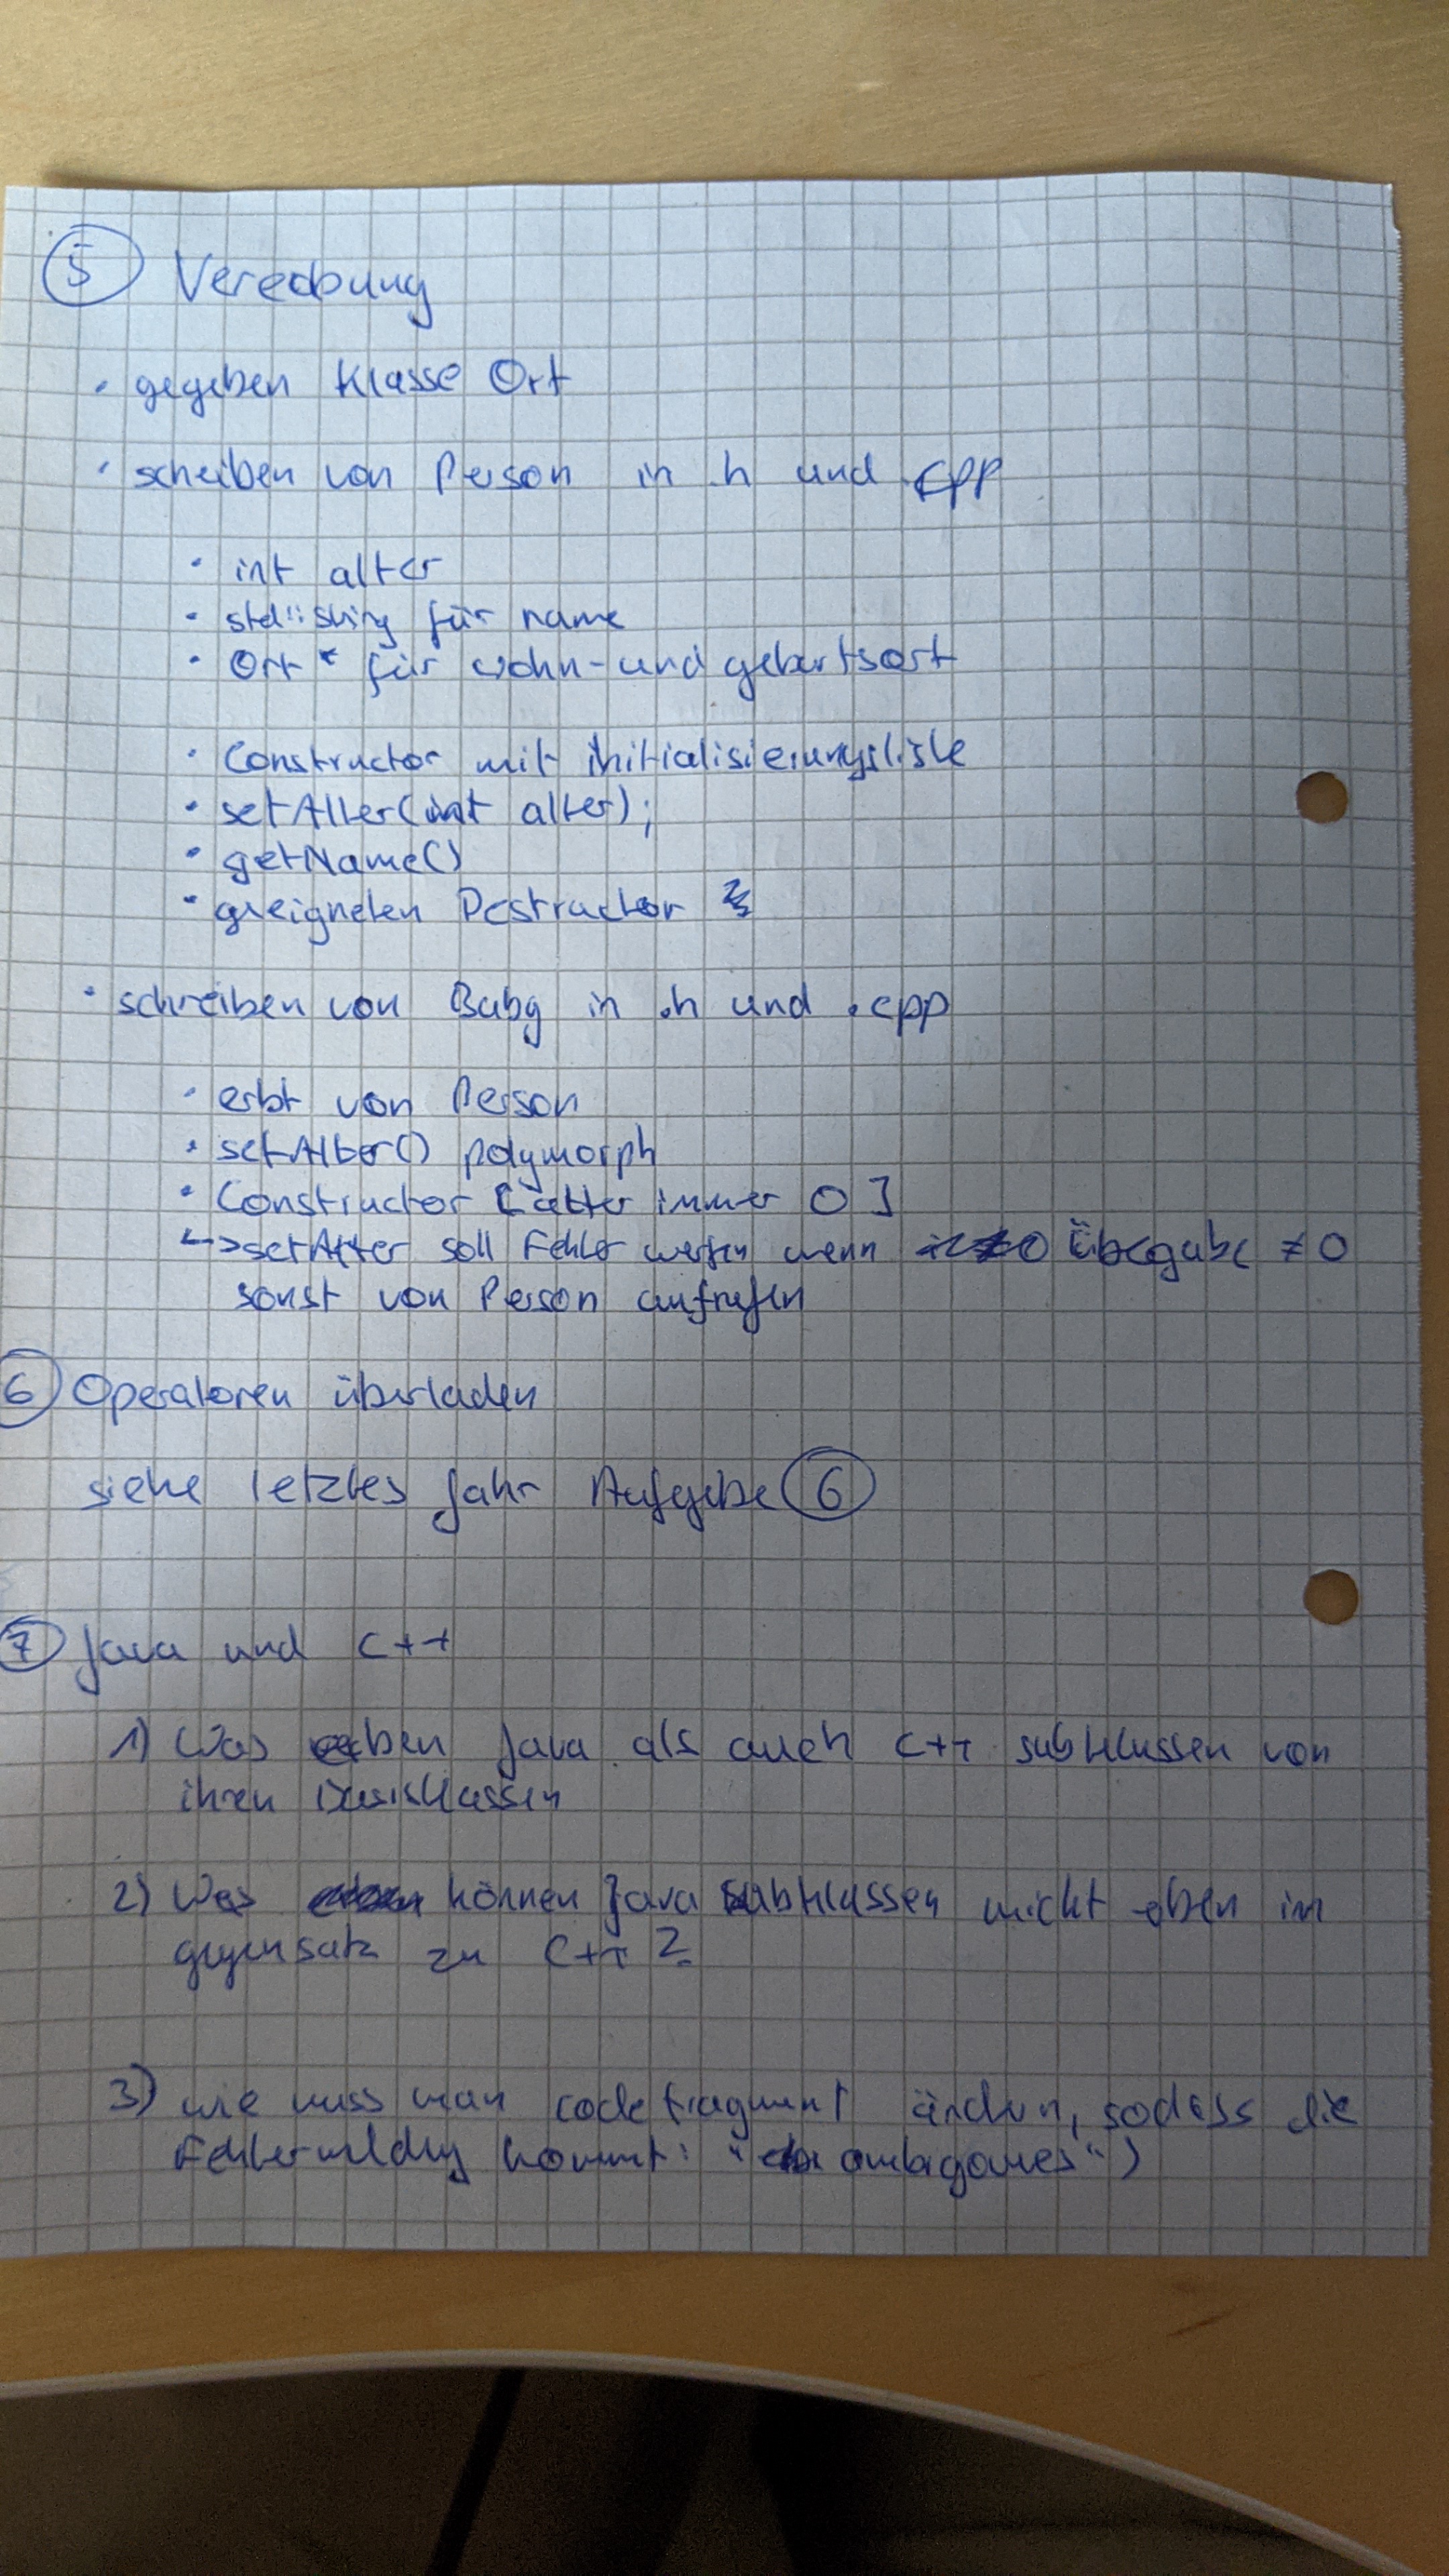 5 Vererbung
· gegeben Klasse Ort
· scheiben von Person in .h und .cpp
· int alter
· std::string für name
· Ort * für wohn- und geburtsort
· Constructor mit initialisierungsliste
· setAlter(int alter);
· getName()
· geeigneten Destructor
· schreiben von Baby in .h und .cpp
· erbt von Person
· setAlter() polymorph
· Constructor [alter immer 0]
↳ setAlter soll Fehler werfen wenn Übergabe ≠ 0
sonst von Person aufrufen
6 Operatoren überladen
siehe letztes Jahr Aufgabe 6
7 Java und C++
1) Was erben Java als auch C++ subklassen von
ihren Basisklassen
2) Was können Java Subklassen nicht erben im
gegensatz zu C++?
3) wie muss man codefragment ändern, sodass die
Fehlermeldung kommt: " ")